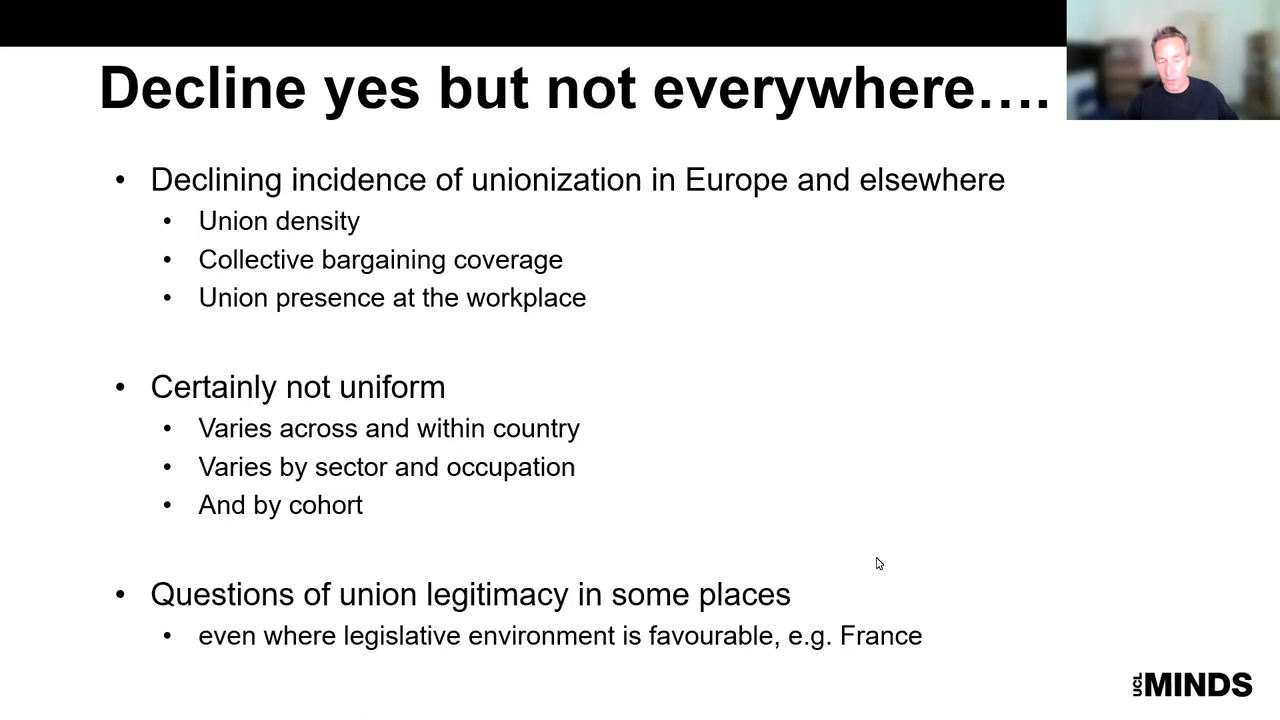 Decline yes but not everywhere….
• Declining incidence of unionization in Europe and elsewhere
• Union density
• Collective bargaining coverage
• Union presence at the workplace
• Certainly not uniform
• Varies across and within country
• Varies by sector and occupation
• And by cohort
• Questions of union legitimacy in some places
• even where legislative environment is favourable, e.g. France
UCL MINDS